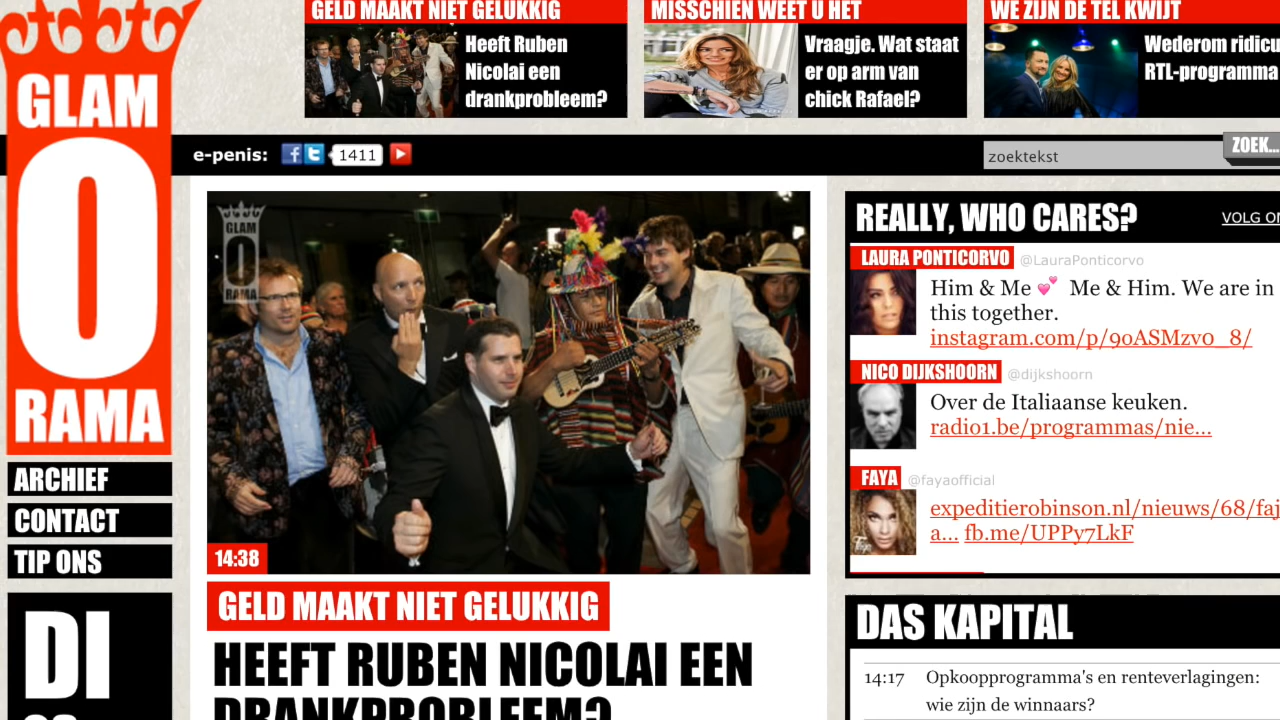 GELD MAAKT NIET GELUKKIG
Heeft Ruben
Nicolai een
drankprobleem?
MISSCHIEN WEET U HET
Vraagje. Wat staat
er op arm van
chick Rafael?
WE ZIJN DE TEL KWIJT
Wederom ridicu
RTL-programma
GLAM
O
RAMA
e-penis:
1411
zoektekst
ZOEK...
GLAM
O
RAMA
14:38
GELD MAAKT NIET GELUKKIG
HEEFT RUBEN NICOLAI EEN
DRANKPROBLEEM?
ARCHIEF
CONTACT
TIP ONS
DI
REALLY, WHO CARES?
VOLG O
LAURA PONTICORVO @LauraPonticorvo
Him & Me 💕 Me & Him. We are in
this together.
instagram.com/p/9oASMzv0_8/
NICO DIJKSHOORN @dijkshoorn
Over de Italiaanse keuken.
radio1.be/programmas/nie...
FAYA @fayaofficial
expeditierobinson.nl/nieuws/68/faj
a... fb.me/UPPy7LkF
DAS KAPITAL
14:17 Opkoopprogramma's en renteverlagingen:
wie zijn de winnaars?